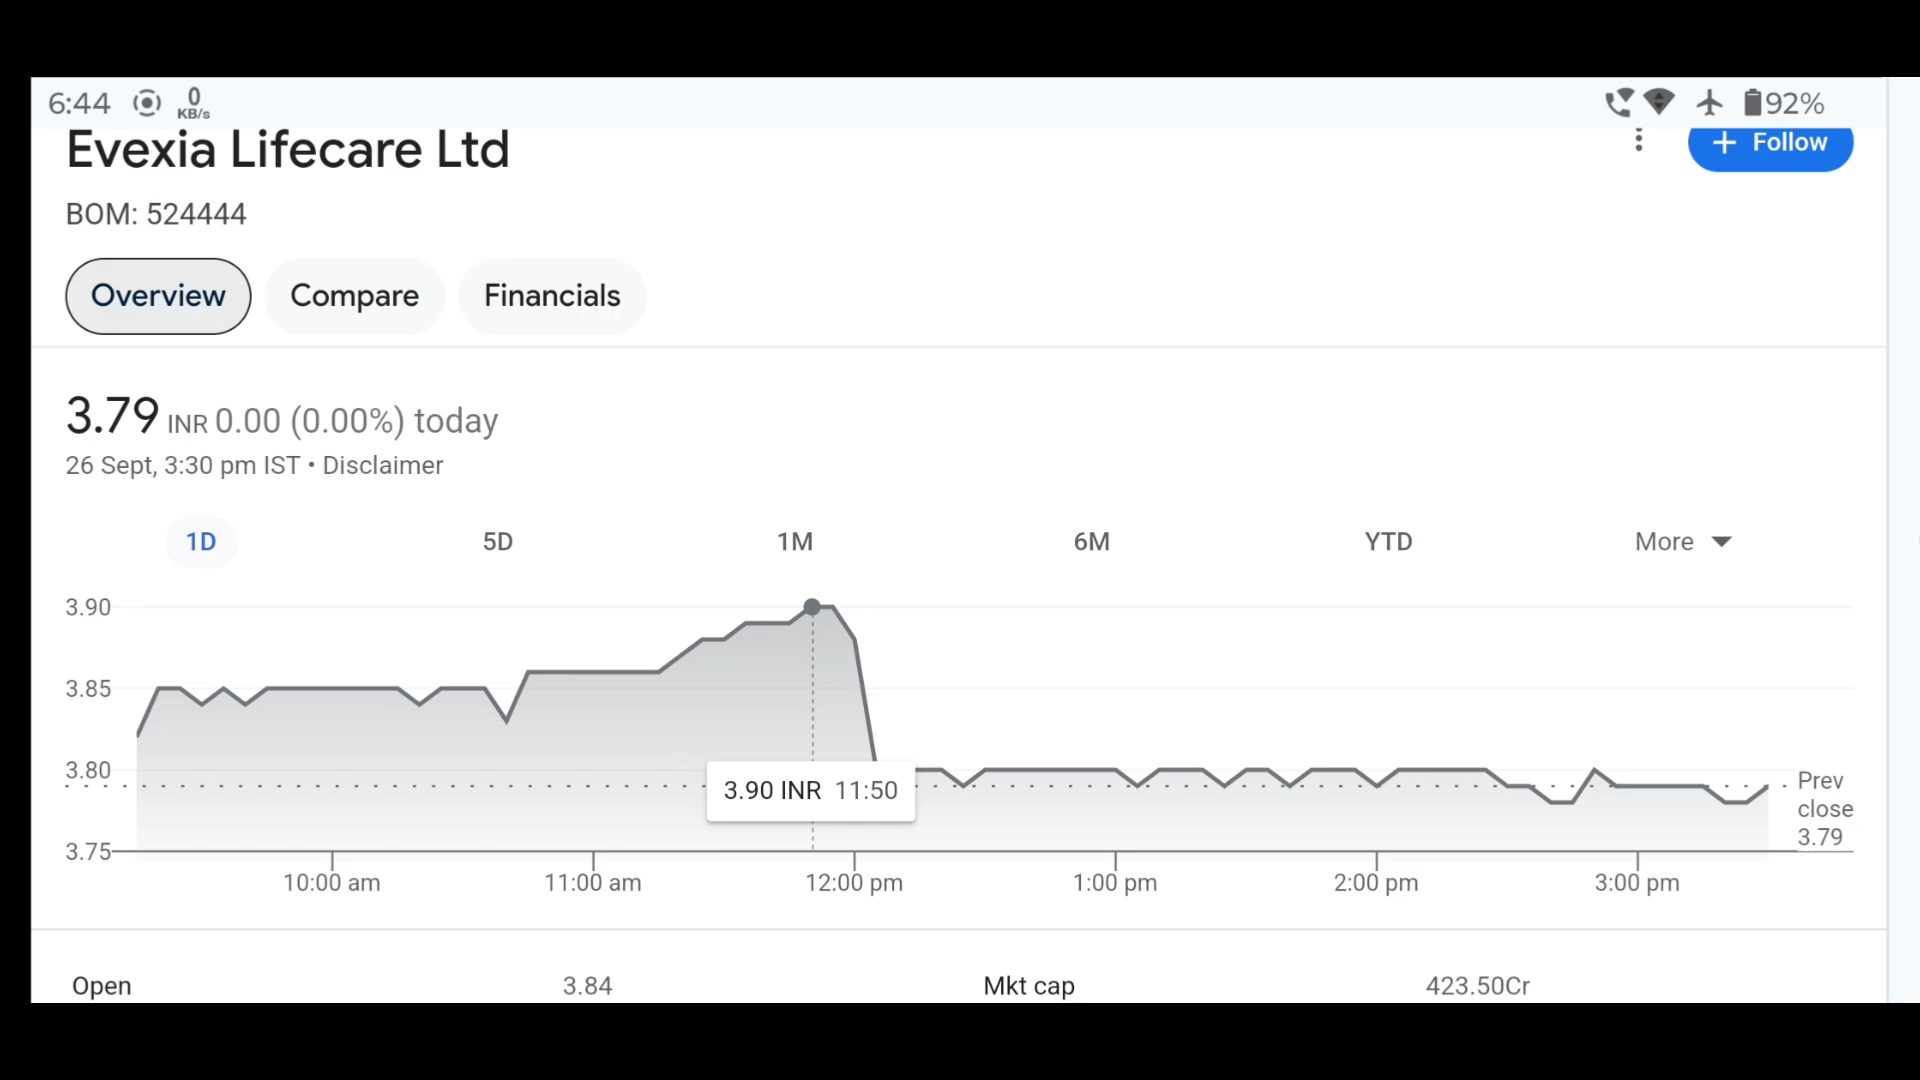 6:44 0 KB/s 92%
Evexia Lifecare Ltd
+ Follow
BOM: 524444
Overview Compare Financials
3.79 INR 0.00 (0.00%) today
26 Sept, 3:30 pm IST • Disclaimer
1D 5D 1M 6M YTD More
3.90
3.85
3.80
3.75
3.90 INR 11:50
Prev
close
3.79
10:00 am 11:00 am 12:00 pm 1:00 pm 2:00 pm 3:00 pm
Open 3.84 Mkt cap 423.50Cr